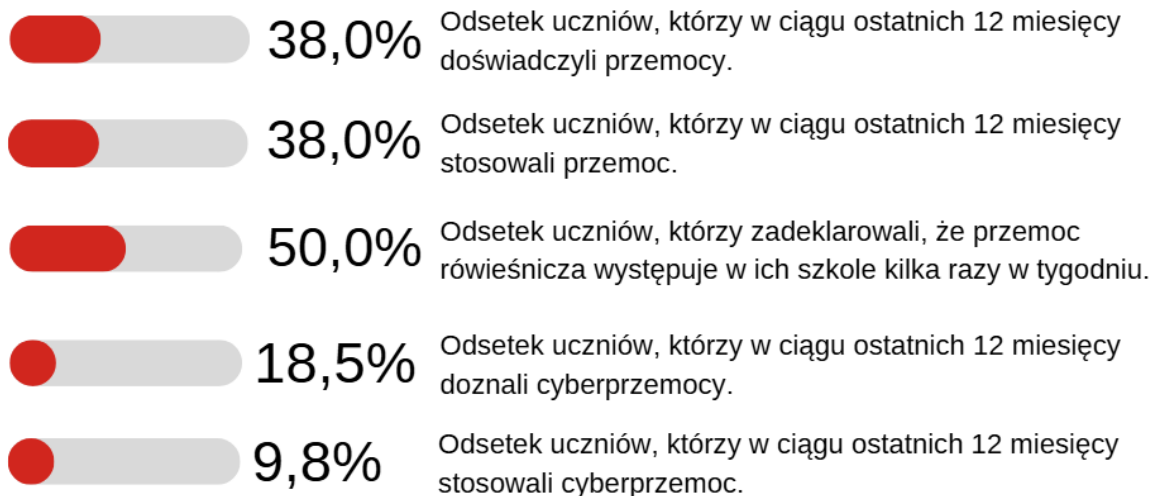 38,0%
Odsetek uczniów, którzy w ciągu ostatnich 12 miesięcy
doświadczyli przemocy.
38,0%
Odsetek uczniów, którzy w ciągu ostatnich 12 miesięcy
stosowali przemoc.
50,0%
Odsetek uczniów, którzy zadeklarowali, że przemoc
rówieśnicza występuje w ich szkole kilka razy w tygodniu.
18,5%
Odsetek uczniów, którzy w ciągu ostatnich 12 miesięcy
doznali cyberprzemocy.
9,8%
Odsetek uczniów, którzy w ciągu ostatnich 12 miesięcy
stosowali cyberprzemoc.